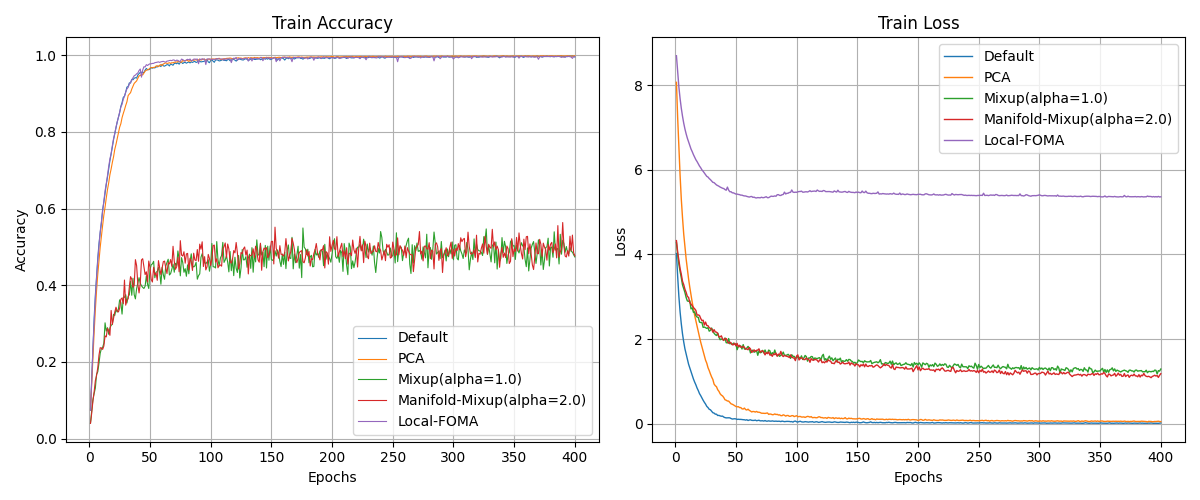 Train Accuracy
Accuracy
1.0
0.8
0.6
0.4
0.2
0.0
0 50 100 150 200 250 300 350 400
Epochs
Default
PCA
Mixup(alpha=1.0)
Manifold-Mixup(alpha=2.0)
Local-FOMA
Train Loss
Loss
8
6
4
2
0
0 50 100 150 200 250 300 350 400
Epochs
Default
PCA
Mixup(alpha=1.0)
Manifold-Mixup(alpha=2.0)
Local-FOMA